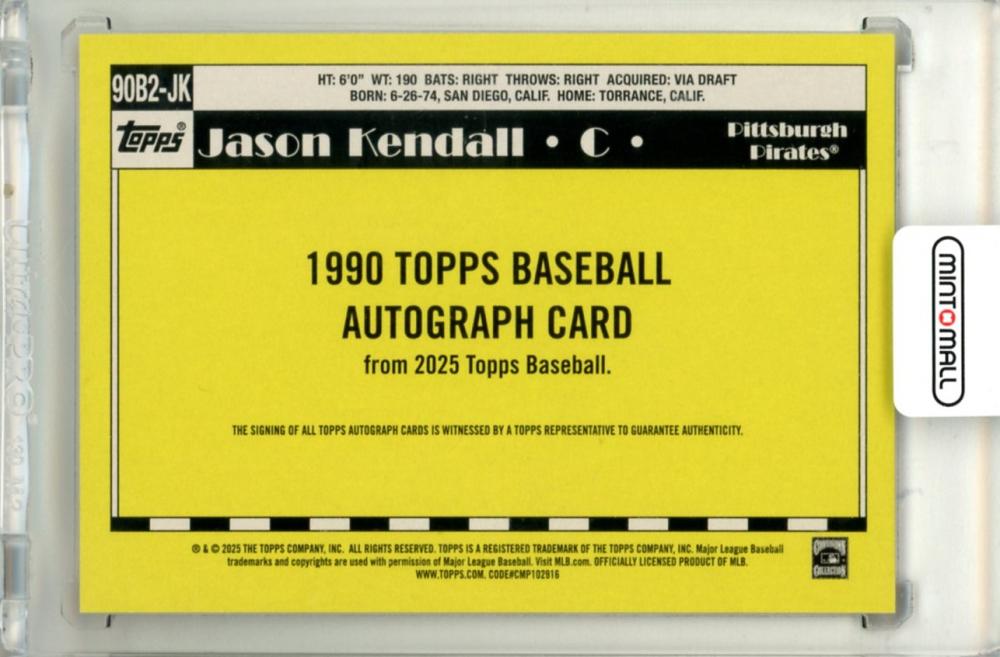 90B2-JK
HT: 6'0" WT: 190 BATS: RIGHT THROWS: RIGHT ACQUIRED: VIA DRAFT
BORN: 6-26-74, SAN DIEGO, CALIF. HOME: TORRANCE, CALIF.
topps®
Jason Kendall • C •
Pittsburgh
Pirates®
1990 TOPPS BASEBALL
AUTOGRAPH CARD
from 2025 Topps Baseball.
THE SIGNING OF ALL TOPPS AUTOGRAPH CARDS IS WITNESSED BY A TOPPS REPRESENTATIVE TO GUARANTEE AUTHENTICITY.
® & © 2025 THE TOPPS COMPANY, INC. ALL RIGHTS RESERVED. TOPPS IS A REGISTERED TRADEMARK OF THE TOPPS COMPANY, INC. Major League Baseball
trademarks and copyrights are used with permission of Major League Baseball. Visit MLB.com. OFFICIALLY LICENSED PRODUCT OF MLB.
WWW.TOPPS.COM. CODE#CMP102916
COLLECTION
MINTOMALL